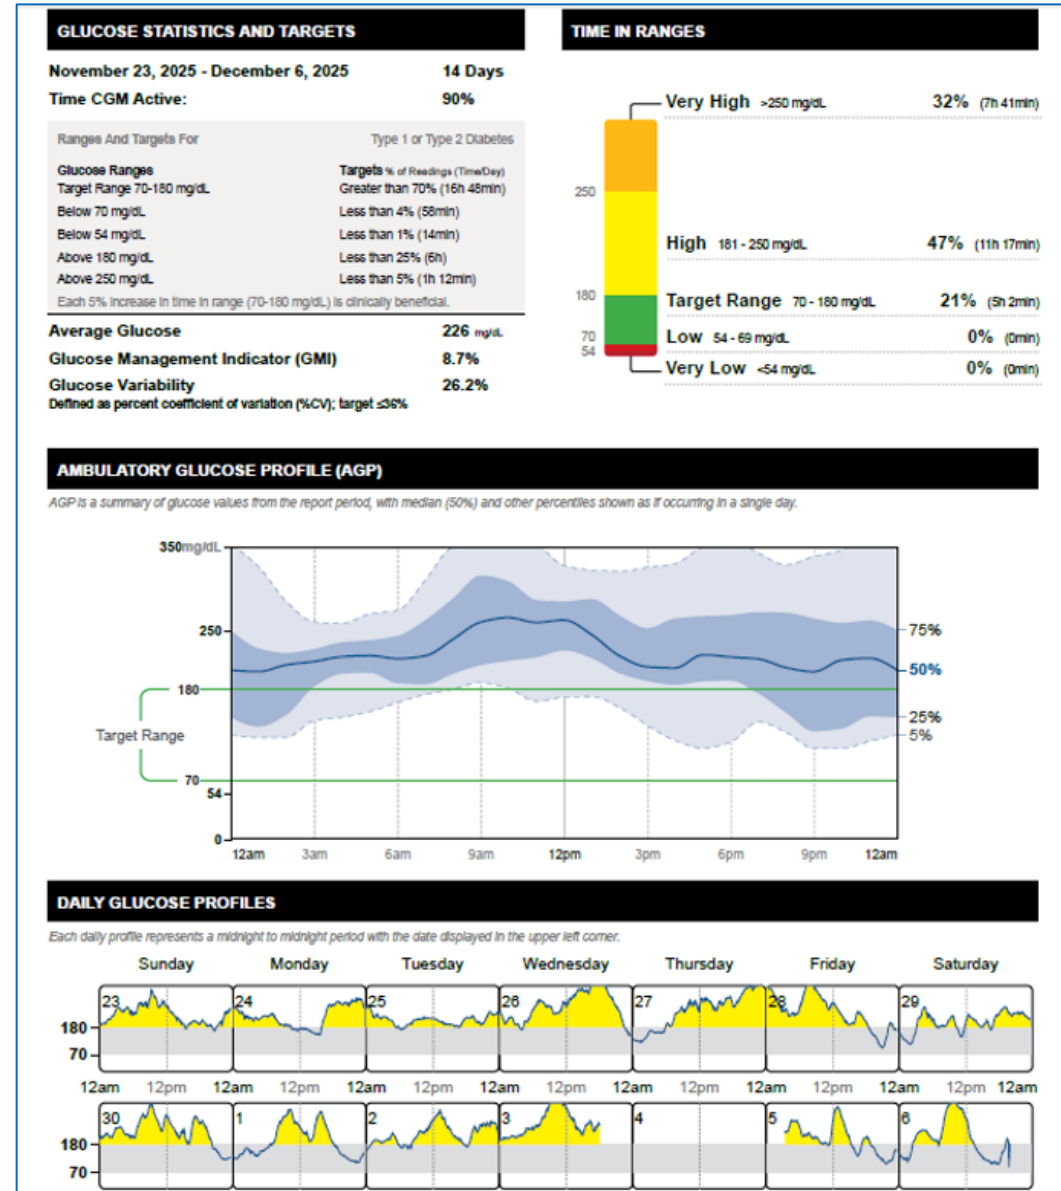 GLUCOSE STATISTICS AND TARGETS
November 23, 2025 - December 6, 2025 14 Days
Time CGM Active: 90%
Ranges And Targets For Type 1 or Type 2 Diabetes
Glucose Ranges Targets % of Readings (Time/Day)
Target Range 70-180 mg/dL Greater than 70% (16h 48min)
Below 70 mg/dL Less than 4% (58min)
Below 54 mg/dL Less than 1% (14min)
Above 180 mg/dL Less than 25% (6h)
Above 250 mg/dL Less than 5% (1h 12min)
Each 5% increase in time in range (70-180 mg/dL) is clinically beneficial.
Average Glucose 226 mg/dL
Glucose Management Indicator (GMI) 8.7%
Glucose Variability 26.2%
Defined as percent coefficient of variation (%CV); target ≤36%
TIME IN RANGES
Very High >250 mg/dL 32% (7h 41min)
250
High 181 - 250 mg/dL 47% (11h 17min)
180
Target Range 70 - 180 mg/dL 21% (5h 2min)
70
Low 54 - 69 mg/dL 0% (0min)
54
Very Low <54 mg/dL 0% (0min)
AMBULATORY GLUCOSE PROFILE (AGP)
AGP is a summary of glucose values from the report period, with median (50%) and other percentiles shown as if occurring in a single day.
350mg/dL
250
75%
50%
180
25%
Target Range
5%
70
54
0
12am 3am 6am 9am 12pm 3pm 6pm 9pm 12am
DAILY GLUCOSE PROFILES
Each daily profile represents a midnight to midnight period with the date displayed in the upper left corner.
Sunday Monday Tuesday Wednesday Thursday Friday Saturday
23 24 25 26 27 28 29
180
70
12am 12pm 12am 12pm 12am 12pm 12am 12pm 12am 12pm 12am 12pm 12am 12pm 12am
30 1 2 3 4 5 6
180
70